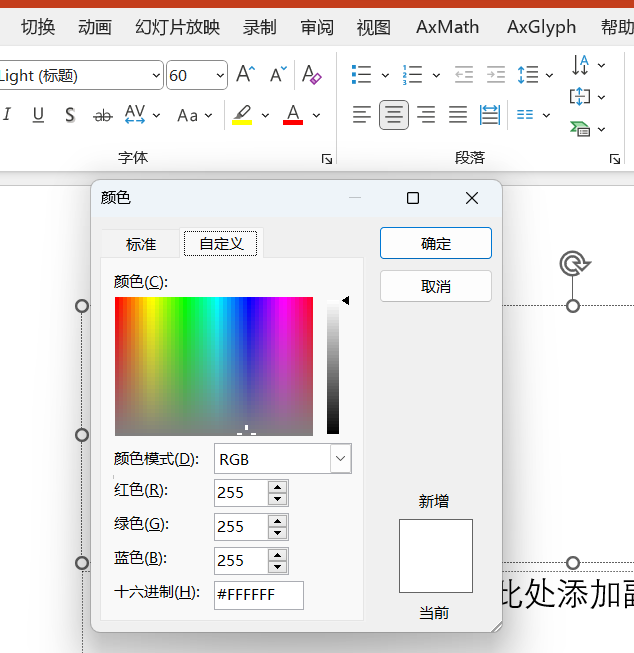 切换 动画 幻灯片放映 录制 审阅 视图 AxMath AxGlyph 帮助
Light (标题) 60 A A A
I U S ab AV Aa A
字体 段落
颜色
标准 自定义 确定
取消
颜色(C):
颜色模式(D): RGB
红色(R): 255
绿色(G): 255
蓝色(B): 255
十六进制(H): #FFFFFF
新增
当前
此处添加副